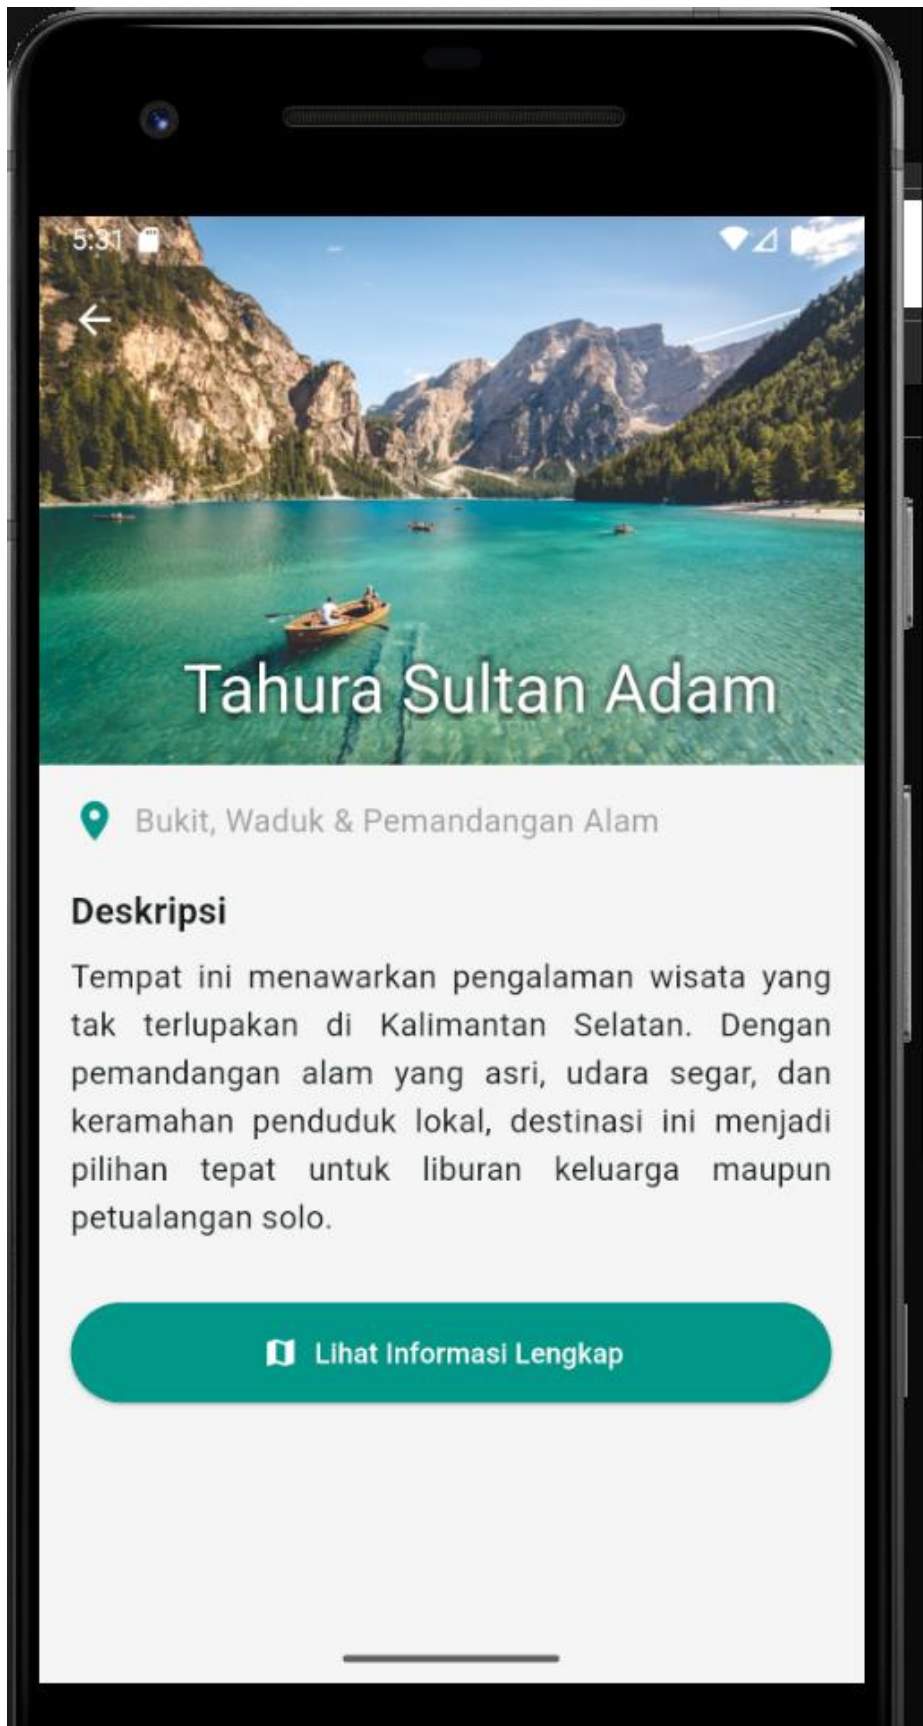 5:31
Tahura Sultan Adam
Bukit, Waduk & Pemandangan Alam
Deskripsi
Tempat ini menawarkan pengalaman wisata yang
tak terlupakan di Kalimantan Selatan. Dengan
pemandangan alam yang asri, udara segar, dan
keramahan penduduk lokal, destinasi ini menjadi
pilihan tepat untuk liburan keluarga maupun
petualangan solo.
Lihat Informasi Lengkap